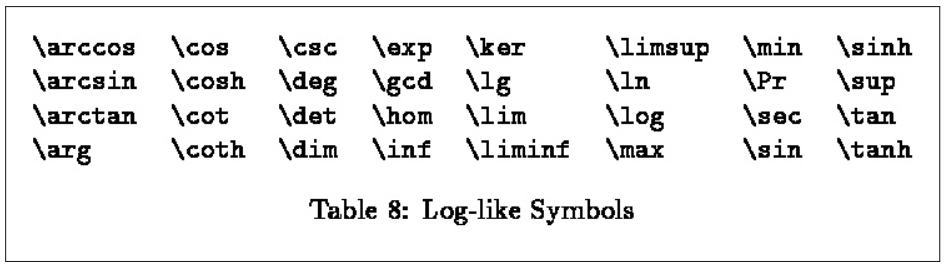 \arccos \cos \csc \exp \ker \limsup \min \sinh
\arcsin \cosh \deg \gcd \lg \ln \Pr \sup
\arctan \cot \det \hom \lim \log \sec \tan
\arg \coth \dim \inf \liminf \max \sin \tanh
Table 8: Log-like Symbols